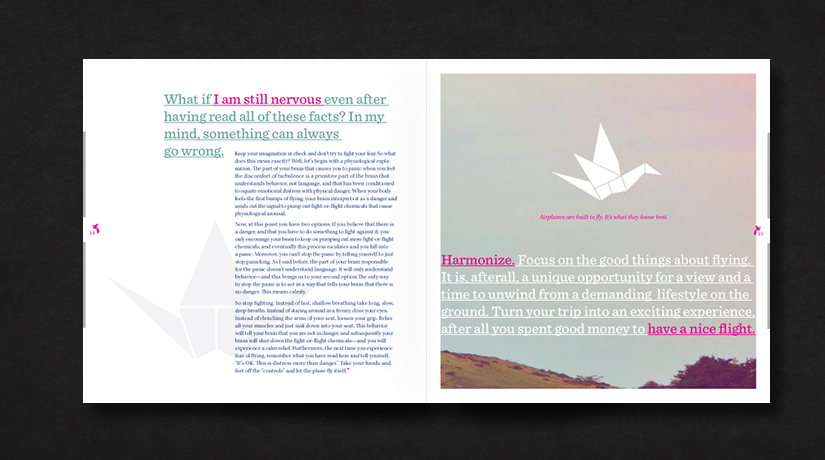 What if I am still nervous even after
having read all of these facts? In my
mind, something can always
go wrong.
Keep your imagination in check and don't try to fight your fear. So what
does this mean exactly? Well, let's begin with a physiological expla-
nation. The part of your brain that causes you to panic when you feel
the discomfort of turbulence is a primitive part of the brain that
understands behavior, not language, and that has been conditioned
to equate emotional distress with physical danger. When your body
feels the first bumps of flying, your brain interprets it as a danger and
sends out the signal to pump out fight-or-flight chemicals that cause
physiological arousal.
Now, at this point you have two options: If you believe that there is
a danger, and that you have to do something to fight against it, you
only encourage your brain to keep on pumping out more fight-or-flight
chemicals, and eventually this process escalates and you fall into
a panic. Moreover, you can't stop the panic by telling yourself to just
stop panicking. As I said before, the part of your brain responsible
for the panic doesn't understand language. It will only understand
behavior—and this brings us to your second option: The only way
to stop the panic is to act in a way that tells your brain that there is
no danger. This means calmly.
So stop fighting. Instead of fast, shallow breathing take long, slow,
deep breaths. Instead of staring around in a frenzy, close your eyes.
Instead of clenching the arms of your seat, loosen your grip. Relax
all your muscles and just sink down into your seat. This behavior
will tell your brain that you are not in danger, and subsequently your
brain will shut down the fight-or-flight chemicals—and you will
experience a calm relief. Furthermore, the next time you experience
fear of flying, remember what you have read here and tell yourself,
"It's OK. This is distress more than danger." Take your hands and
feet off the "controls" and let the plane fly itself.
Airplanes are built to fly. It's what they know best.
Harmonize. Focus on the good things about flying.
It is, afterall, a unique opportunity for a view and a
time to unwind from a demanding lifestyle on the
ground. Turn your trip into an exciting experience,
after all you spent good money to have a nice flight.